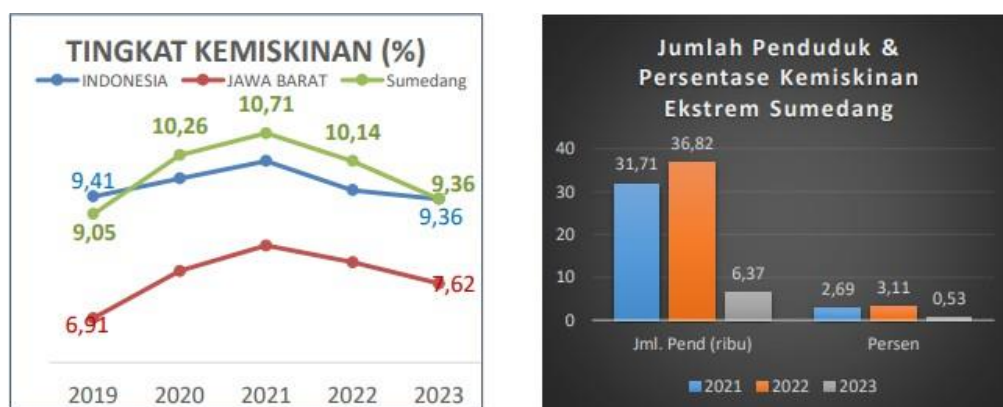 TINGKAT KEMISKINAN (%)
INDONESIA JAWA BARAT Sumedang
10,71
10,26
10,14
9,41
9,36
9,05
9,36
7,62
6,91
2019 2020 2021 2022 2023
Jumlah Penduduk &
Persentase Kemiskinan
Ekstrem Sumedang
40
36,82
31,71
30
20
10
6,37
2,69 3,11 0,53
0
Jml. Pend (ribu) Persen
2021 2022 2023